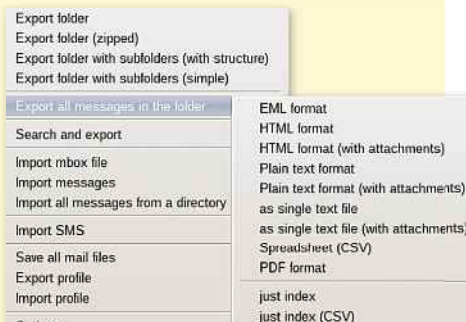 Export folder
Export folder (zipped)
Export folder with subfolders (with structure)
Export folder with subfolders (simple)
Export all messages in the folder
Search and export
Import mbox file
Import messages
Import all messages from a directory
Import SMS
Save all mail files
Export profile
Import profile
EML format
HTML format
HTML format (with attachments)
Plain text format
Plain text format (with attachments)
as single text file
as single text file (with attachments)
Spreadsheet (CSV)
PDF format
just index
just index (CSV)